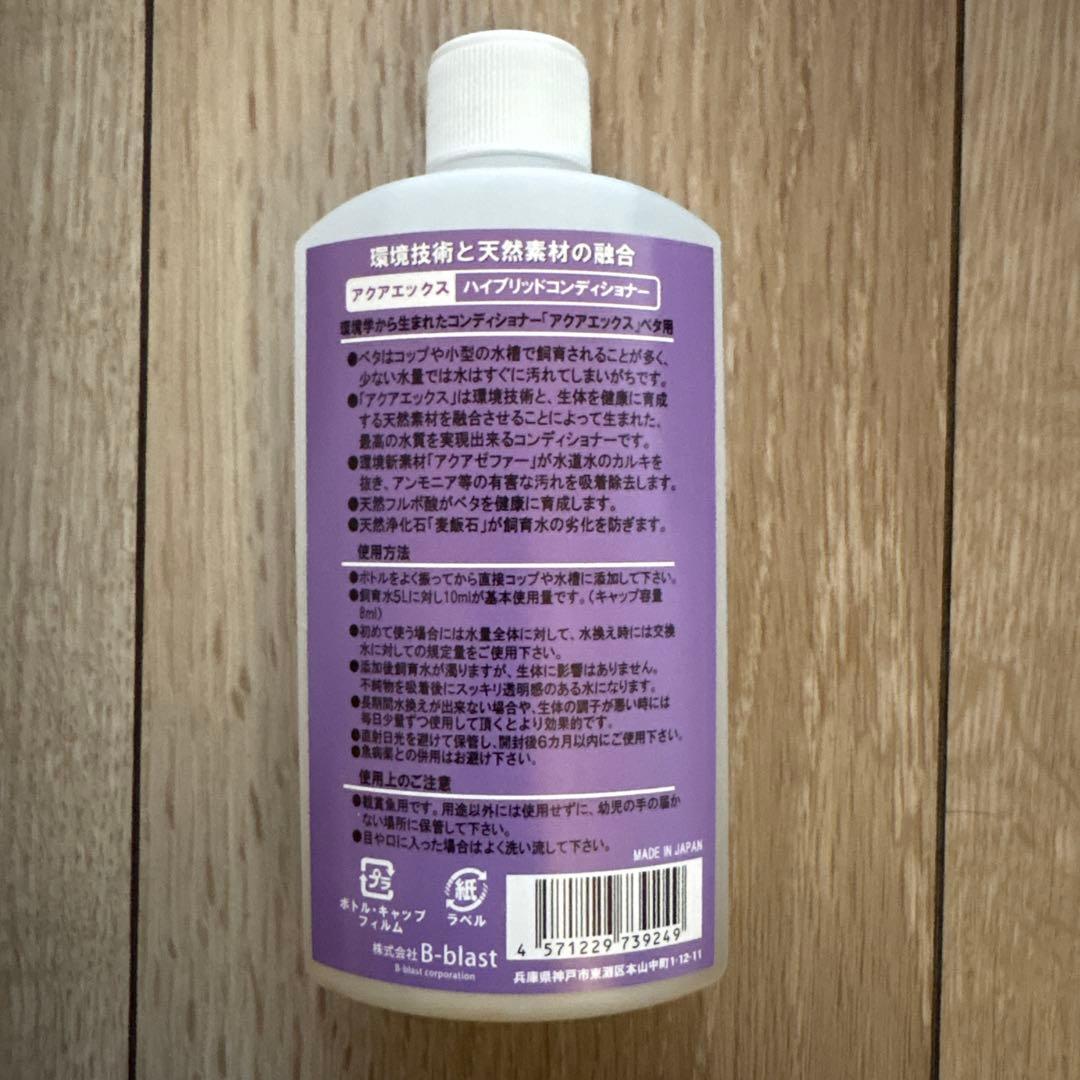 環境技術と天然素材の融合
アクアエックス ハイブリッドコンディショナー
環境学から生まれたコンディショナー「アクアエックス」ベタ用
●ベタはコップや小型の水槽で飼育されることが多く、
少ない水量では水はすぐに汚れてしまいがちです。
●「アクアエックス」は環境技術と、生体を健康に育成
する天然素材を融合させることによって生まれた、
最高の水質を実現出来るコンディショナーです。
●環境新素材「アクアゼファー」が水道水のカルキを
抜き、アンモニア等の有害な汚れを吸着除去します。
●天然フルボ酸がベタを健康に育成します。
●天然浄化石「麦飯石」が飼育水の劣化を防ぎます。
使用方法
●ボトルをよく振ってから直接コップや水槽に添加して下さい。
●飼育水5Lに対し10mlが基本使用量です。(キャップ容量
8ml)
●初めて使う場合には水量全体に対して、水換え時には交換
水に対しての規定量をご使用下さい。
●添加後飼育水が濁りますが、生体に影響はありません。
不純物を吸着後にスッキリ透明感のある水になります。
●長期間水換えが出来ない場合や、生体の調子が悪い時には
毎日少量ずつ使用して頂くとより効果的です。
●直射日光を避けて保管し、開封後6カ月以内にご使用下さい。
●魚病薬との併用はお避け下さい。
使用上のご注意
●観賞魚用です。用途以外には使用せずに、幼児の手の届か
ない場所に保管して下さい。
●目や口に入った場合はよく洗い流して下さい。
MADE IN JAPAN
プラ
ボトル・キャップ
フィルム
紙
ラベル
株式会社 B-blast
B-blast corporation
4 571229 739249
兵庫県神戸市東灘区本山中町1-12-11